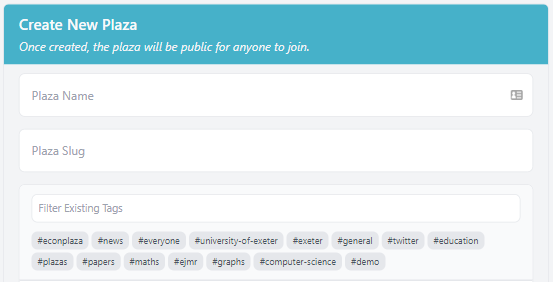 Create New Plaza
Once created, the plaza will be public for anyone to join.
Plaza Name
Plaza Slug
Filter Existing Tags
#econplaza #news #everyone #university-of-exeter #exeter #general #twitter #education
#plazas #papers #maths #ejmr #graphs #computer-science #demo